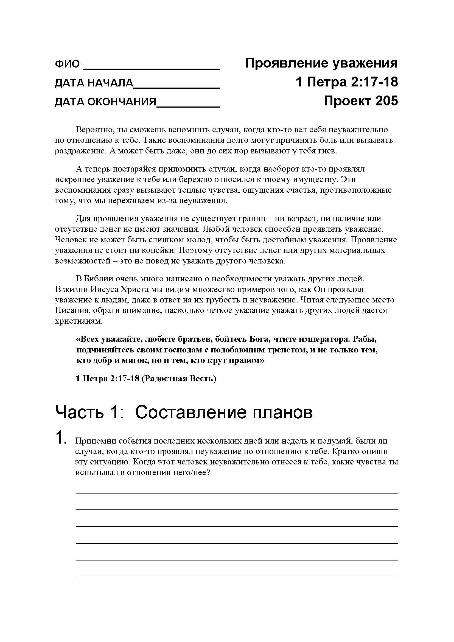 ФИО
Проявление уважения
ДАТА НАЧАЛА
1 Петра 2:17-18
ДАТА ОКОНЧАНИЯ
Проект 205
Вероятно, ты сможешь вспомнить случаи, когда кто-то вел себя неуважительно
по отношению к тебе. Такие воспоминания долго могут причинять боль или вызывать
раздражение. А может быть даже, они до сих пор вызывают у тебя гнев.
А теперь постарайся припомнить случаи, когда наоборот кто-то проявлял
искреннее уважение к тебе или бережно относился к твоему имуществу. Эти
воспоминания сразу вызывают теплые чувства, ощущения счастья, противоположные
тому, что мы переживаем из-за неуважения.
Для проявления уважения не существует границ – ни возраст, ни наличие или
отсутствие денег не имеют значения. Любой человек способен проявлять уважение.
Человек не может быть слишком молод, чтобы быть достойным уважения. Проявление
уважения не стоит ни копейки. Поэтому отсутствие денег или других материальных
возможностей – это не повод не уважать другого человека.
В Библии очень много написано о необходимости уважать других людей.
В жизни Иисуса Христа мы видим множество примеров того, как Он проявлял
уважение к людям, даже в ответ на их грубость и неуважение. Читая следующее место
Писания, обрати внимание, насколько четкое указание уважать других людей дается
христианам.
«Всех уважайте, любите братьев, бойтесь Бога, чтите императора. Рабы,
подчиняйтесь своим господам с подобающим трепетом, и не только тем,
кто добр и мягок, но и тем, кто крут нравом»
1 Петра 2:17-18 (Радостная Весть)
Часть 1: Составление планов
1. Припомни события последних нескольких дней или недель и подумай, были ли
случаи, когда кто-то проявлял неуважение по отношению к тебе. Кратко опиши
эту ситуацию. Когда этот человек неуважительно отнесся к тебе, какие чувства ты
испытывал в отношении него/нее?